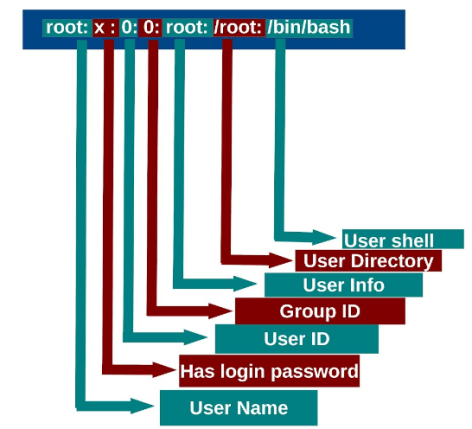 root: x : 0: 0: root: /root: /bin/bash
User shell
User Directory
User Info
Group ID
User ID
Has login password
User Name